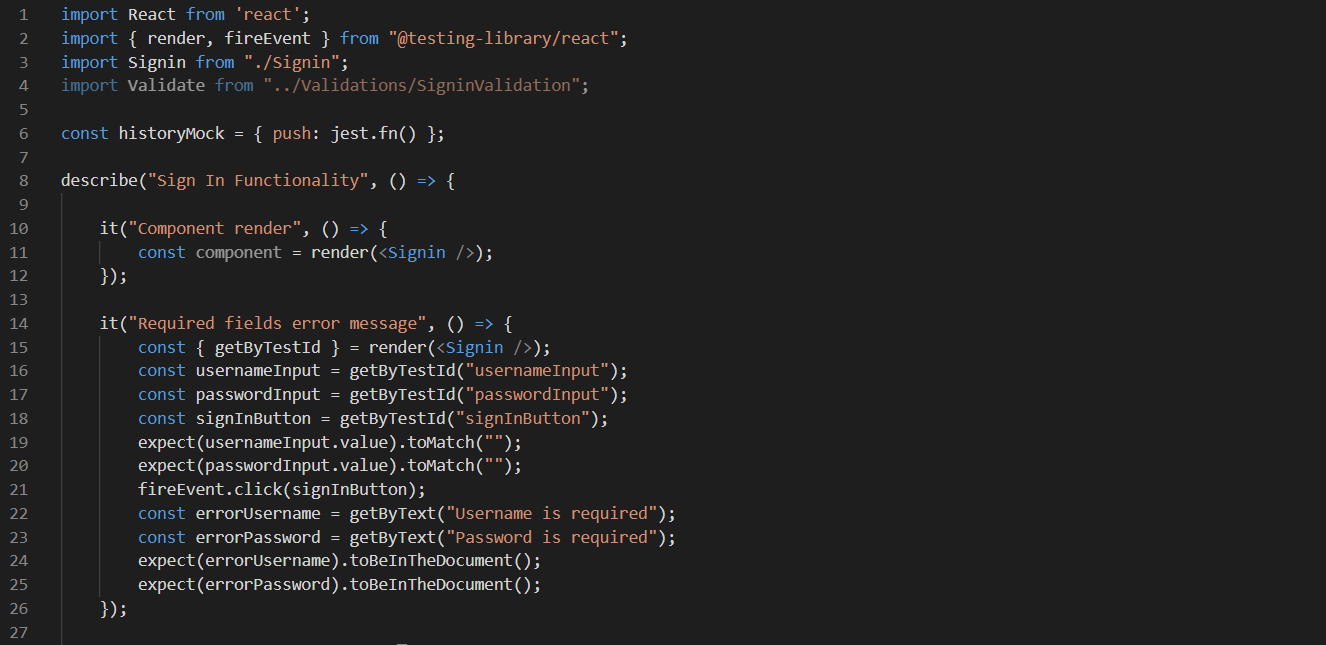 1 import React from 'react';
2 import { render, fireEvent } from "@testing-library/react";
3 import Signin from "./Signin";
4 import Validate from "../Validations/SigninValidation";
5
6 const historyMock = { push: jest.fn() };
7
8 describe("Sign In Functionality", () => {
9
10     it("Component render", () => {
11         const component = render(<Signin />);
12     });
13
14     it("Required fields error message", () => {
15         const { getByTestId } = render(<Signin />);
16         const usernameInput = getByTestId("usernameInput");
17         const passwordInput = getByTestId("passwordInput");
18         const signInButton = getByTestId("signInButton");
19         expect(usernameInput.value).toMatch("");
20         expect(passwordInput.value).toMatch("");
21         fireEvent.click(signInButton);
22         const errorUsername = getByText("Username is required");
23         const errorPassword = getByText("Password is required");
24         expect(errorUsername).toBeInTheDocument();
25         expect(errorPassword).toBeInTheDocument();
26     });
27